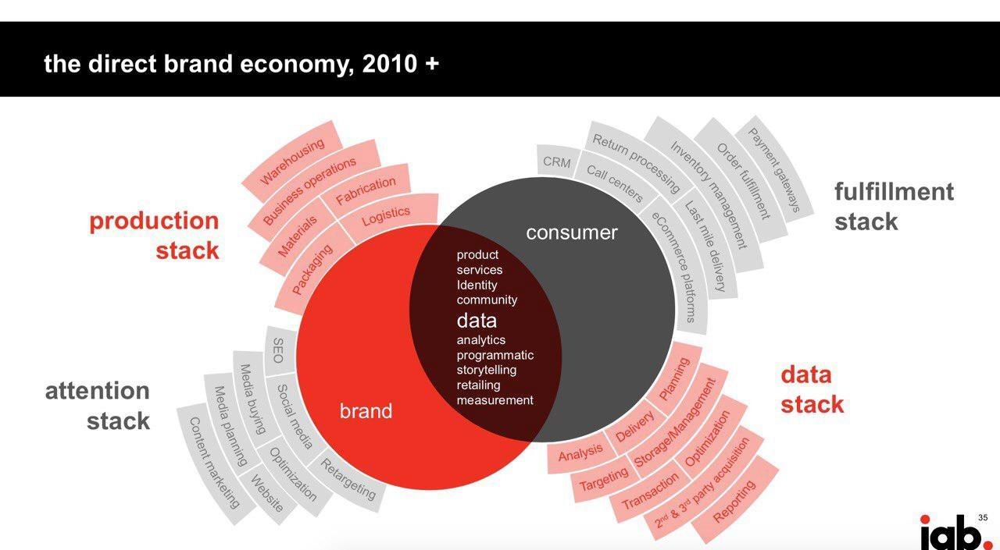 the direct brand economy, 2010 +
production
stack
Warehousing
Business operations
Materials
Fabrication
Packaging
Logistics
fulfillment
stack
CRM
Call centers
eCommerce platforms
Return processing
Last mile delivery
Inventory management
Order fulfillment
Payment gateways
consumer
product
services
Identity
community
data
analytics
programmatic
storytelling
retailing
measurement
brand
attention
stack
SEO
Social media
Retargeting
Media buying
Optimization
Media planning
Website
Content marketing
data
stack
Planning
Delivery
Analysis
Storage/Management
Targeting
Optimization
Transaction
2nd & 3rd party acquisition
Reporting
iab.
35